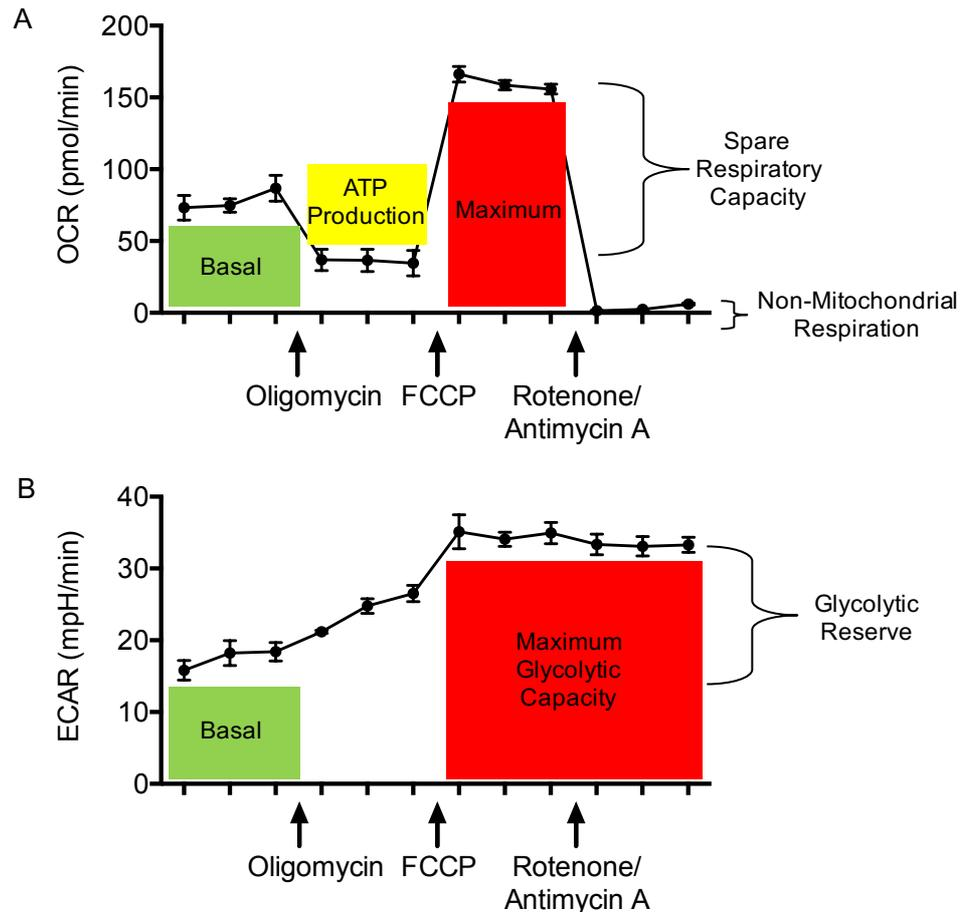 A
OCR (pmol/min)
200
150
100
50
0
Basal
ATP
Production
Maximum
Spare
Respiratory
Capacity
Non-Mitochondrial
Respiration
Oligomycin
FCCP
Rotenone/
Antimycin A
B
ECAR (mpH/min)
40
30
20
10
0
Basal
Maximum
Glycolytic
Capacity
Glycolytic
Reserve
Oligomycin
FCCP
Rotenone/
Antimycin A